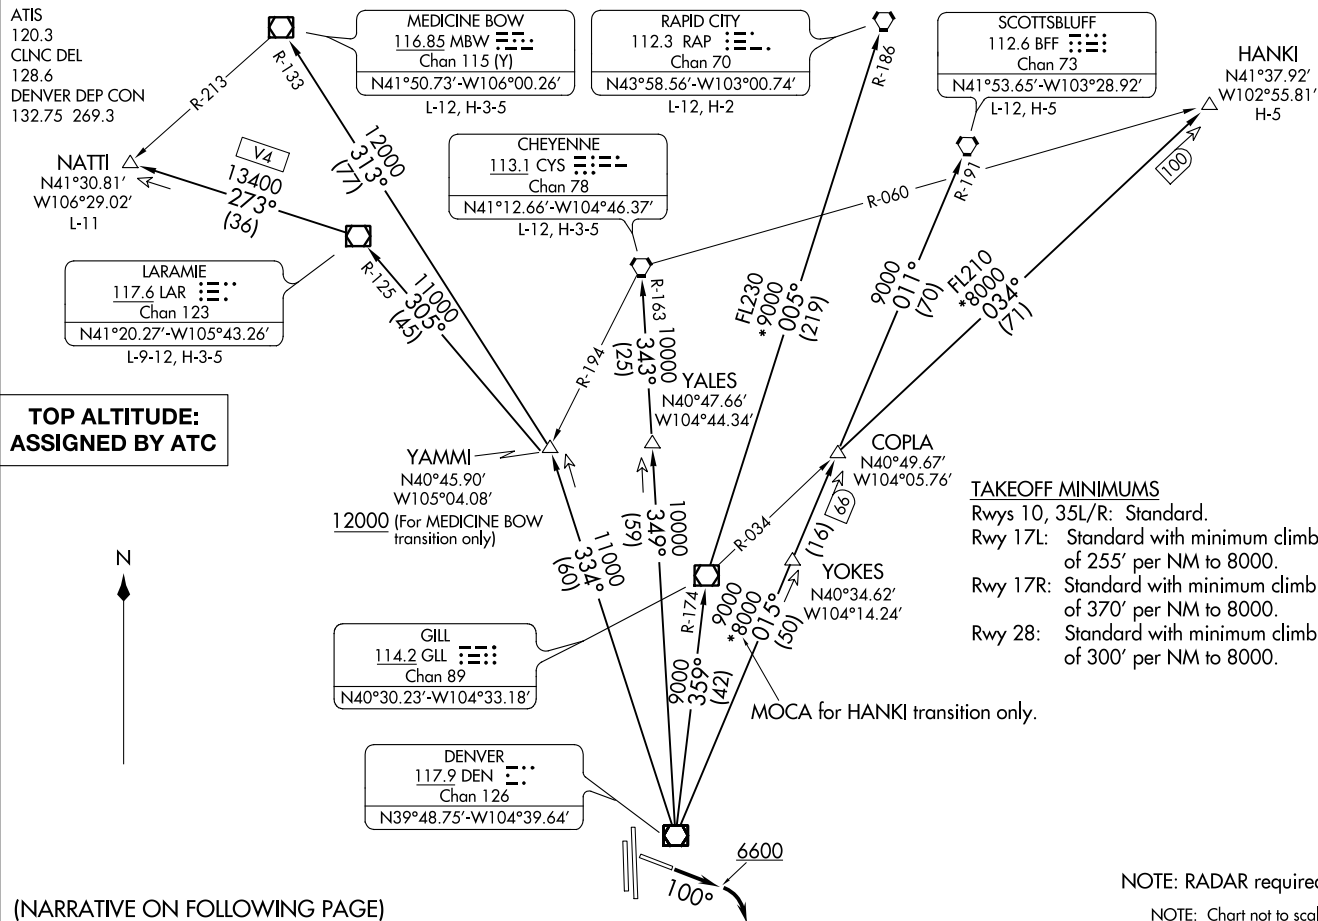 ATIS
120.3
CLNC DEL
128.6
DENVER DEP CON
132.75 269.3
MEDICINE BOW
116.85 MBW
Chan 115 (Y)
N41°50.73'-W106°00.26'
L-12, H-3-5
RAPID CITY
112.3 RAP
Chan 70
N43°58.56'-W103°00.74'
L-12, H-2
SCOTTSBLUFF
112.6 BFF
Chan 73
N41°53.65'-W103°28.92'
L-12, H-5
HANKI
N41°37.92'
W102°55.81'
H-5
R-213
R-133
R-186
NATTI
N41°30.81'
W106°29.02'
L-11
V4
13400
273°
(36)
12000
313°
(77)
CHEYENNE
113.1 CYS
Chan 78
N41°12.66'-W104°46.37'
L-12, H-3-5
R-191
R-060
100
LARAMIE
117.6 LAR
Chan 123
N41°20.27'-W105°43.26'
L-9-12, H-3-5
R-125
11000
305°
(45)
R-194
R-163
10000
343°
(25)
FL230
*9000
005°
(219)
9000
011°
(70)
FL210
*8000
034°
(71)
TOP ALTITUDE:
ASSIGNED BY ATC
YALES
N40°47.66'
W104°44.34'
YAMMI
N40°45.90'
W105°04.08'
12000 (For MEDICINE BOW
transition only)
COPLA
N40°49.67'
W104°05.76'
R-034
(16)
66
TAKEOFF MINIMUMS
Rwys 10, 35L/R: Standard.
Rwy 17L: Standard with minimum climb
of 255' per NM to 8000.
Rwy 17R: Standard with minimum climb
of 370' per NM to 8000.
Rwy 28: Standard with minimum climb
of 300' per NM to 8000.
N
11000
334°
(60)
10000
349°
(59)
YOKES
N40°34.62'
W104°14.24'
R-174
9000
359°
(42)
9000
*8000
015°
(50)
GILL
114.2 GLL
Chan 89
N40°30.23'-W104°33.18'
MOCA for HANKI transition only.
DENVER
117.9 DEN
Chan 126
N39°48.75'-W104°39.64'
6600
100°
NOTE: RADAR required
NOTE: Chart not to scal
(NARRATIVE ON FOLLOWING PAGE)